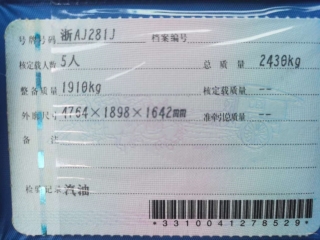 号牌号码 浙AJ281J 档案编号
核定载人数 5人 总质量 2430kg
整备质量 1910kg 核定载质量 --
外廓尺寸 4764×1898×1642mm 准牵引总质量 --
备注
检验记录 汽油
*3310041278529*